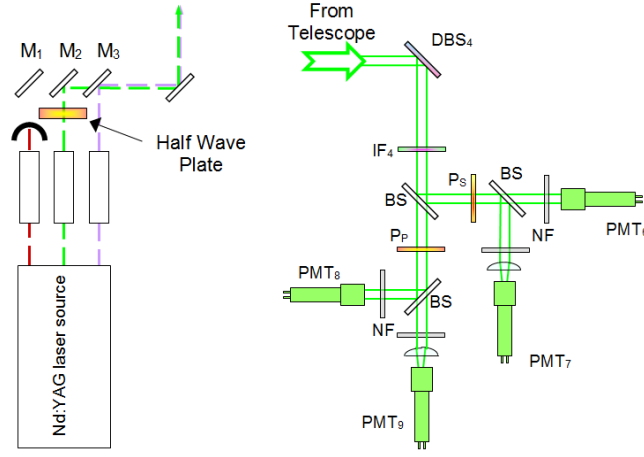 M₁
M₂
M₃
Half Wave
Plate
Nd:YAG laser source
From
Telescope
DBS₄
IF₄
BS
Pₛ
BS
NF
PMT₆
Pₚ
PMT₈
NF
BS
PMT₇
PMT₉